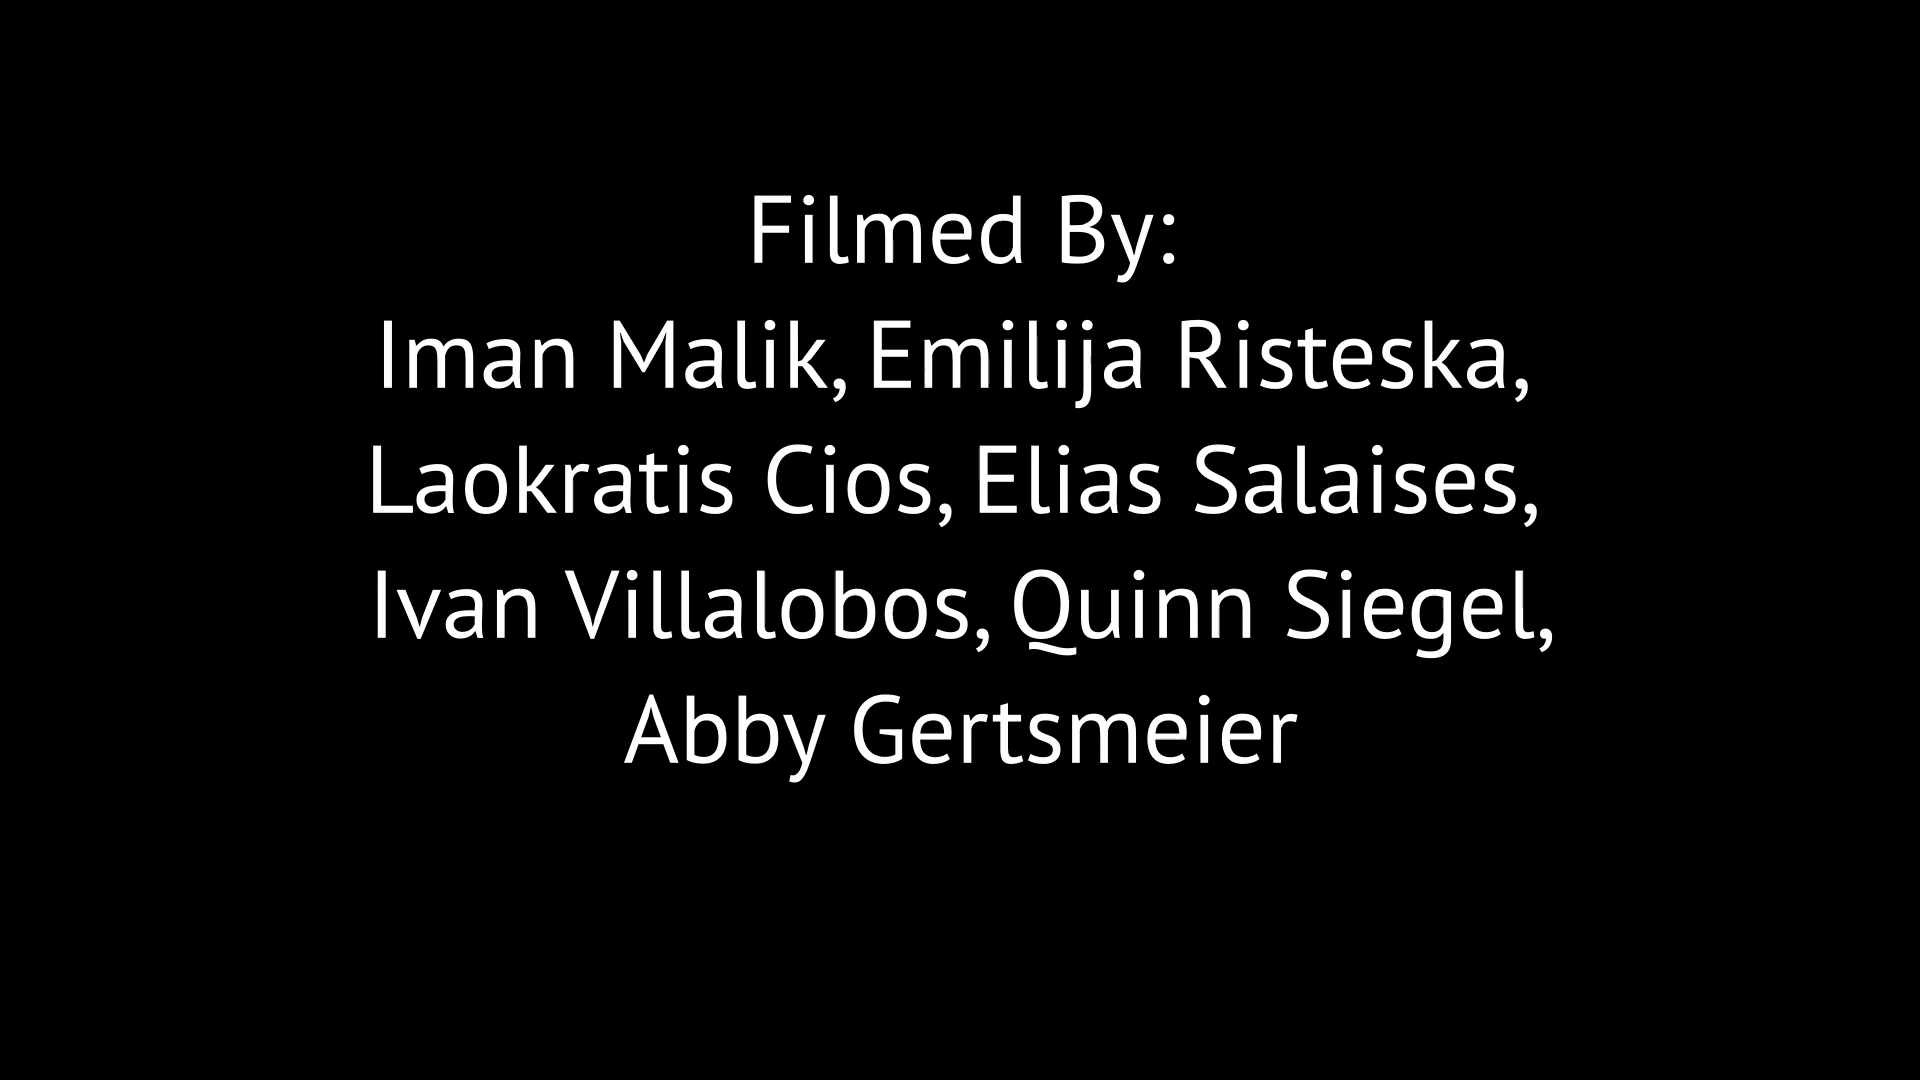 Filmed By:
Iman Malik, Emilija Risteska,
Laokratis Cios, Elias Salaises,
Ivan Villalobos, Quinn Siegel,
Abby Gertsmeier